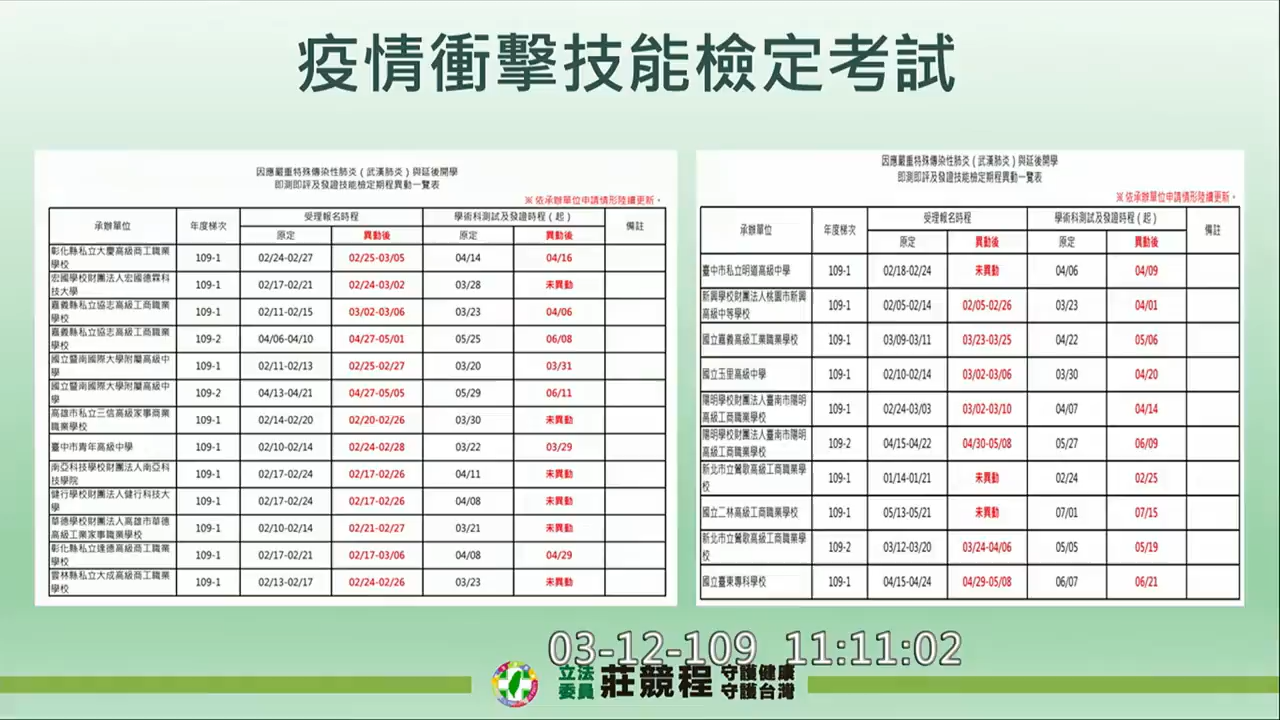 疫情衝擊技能檢定考試
因應嚴重特殊傳染性肺炎（武漢肺炎）與延後開學
即測即評及發證技能檢定期程異動一覽表
※ 依承辦單位申請情形陸續更新。
承辦單位 年度梯次 受理報名時程 學術科測試及發證時程（起） 備註
原定 異動後 原定 異動後
彰化縣私立大慶高級商工職業學校 109-1 02/24-02/27 02/25-03/05 04/14 04/16
宏國學校財團法人宏國德霖科技大學 109-1 02/17-02/21 02/24-03/02 03/28 未異動
嘉義縣私立協志高級工商職業學校 109-1 02/11-02/15 03/02-03/06 03/23 04/06
嘉義縣私立協志高級工商職業學校 109-2 04/06-04/10 04/27-05/01 05/25 06/08
國立暨南國際大學附屬高級中學 109-1 02/11-02/13 02/25-02/27 03/20 03/31
國立暨南國際大學附屬高級中學 109-2 04/13-04/21 04/27-05/05 05/29 06/11
高雄市私立三信高級家事商業職業學校 109-1 02/14-02/20 02/20-02/26 03/30 未異動
臺中市青年高級中學 109-1 02/10-02/14 02/24-02/28 03/22 03/29
南亞科技學校財團法人南亞科技學院 109-1 02/17-02/24 02/17-02/26 04/11 未異動
健行學校財團法人健行科技大學 109-1 02/17-02/24 02/17-02/26 04/08 未異動
華德學校財團法人高雄市華德高級工業家事職業學校 109-1 02/10-02/14 02/21-02/27 03/21 未異動
彰化縣私立達德高級商工職業學校 109-1 02/17-02/21 02/17-03/06 04/08 04/29
雲林縣私立大成高級商工職業學校 109-1 02/13-02/17 02/24-02/26 03/23 未異動
因應嚴重特殊傳染性肺炎（武漢肺炎）與延後開學
即測即評及發證技能檢定期程異動一覽表
※ 依承辦單位申請情形陸續更新。
承辦單位 年度梯次 受理報名時程 學術科測試及發證時程（起） 備註
原定 異動後 原定 異動後
臺中市私立明道高級中學 109-1 02/18-02/24 未異動 04/06 04/09
新興學校財團法人桃園市新興高級中等學校 109-1 02/05-02/14 02/05-02/26 03/23 04/01
國立嘉義高級工業職業學校 109-1 03/09-03/11 03/23-03/25 04/22 05/06
國立玉里高級中學 109-1 02/10-02/14 03/02-03/06 03/30 04/20
陽明學校財團法人臺南市陽明高級工商職業學校 109-1 02/24-03/03 03/02-03/10 04/07 04/14
陽明學校財團法人臺南市陽明高級工商職業學校 109-2 04/15-04/22 04/30-05/08 05/27 06/09
新北市立鶯歌高級工商職業學校 109-1 01/14-01/21 未異動 02/24 02/25
國立二林高級工商職業學校 109-1 05/13-05/21 未異動 07/01 07/15
新北市立鶯歌高級工商職業學校 109-2 03/12-03/20 03/24-04/06 05/05 05/19
國立臺東專科學校 109-1 04/15-04/24 04/29-05/08 06/07 06/21
03-12-109 11:11:02
立法委員 莊競程 守護健康 守護台灣